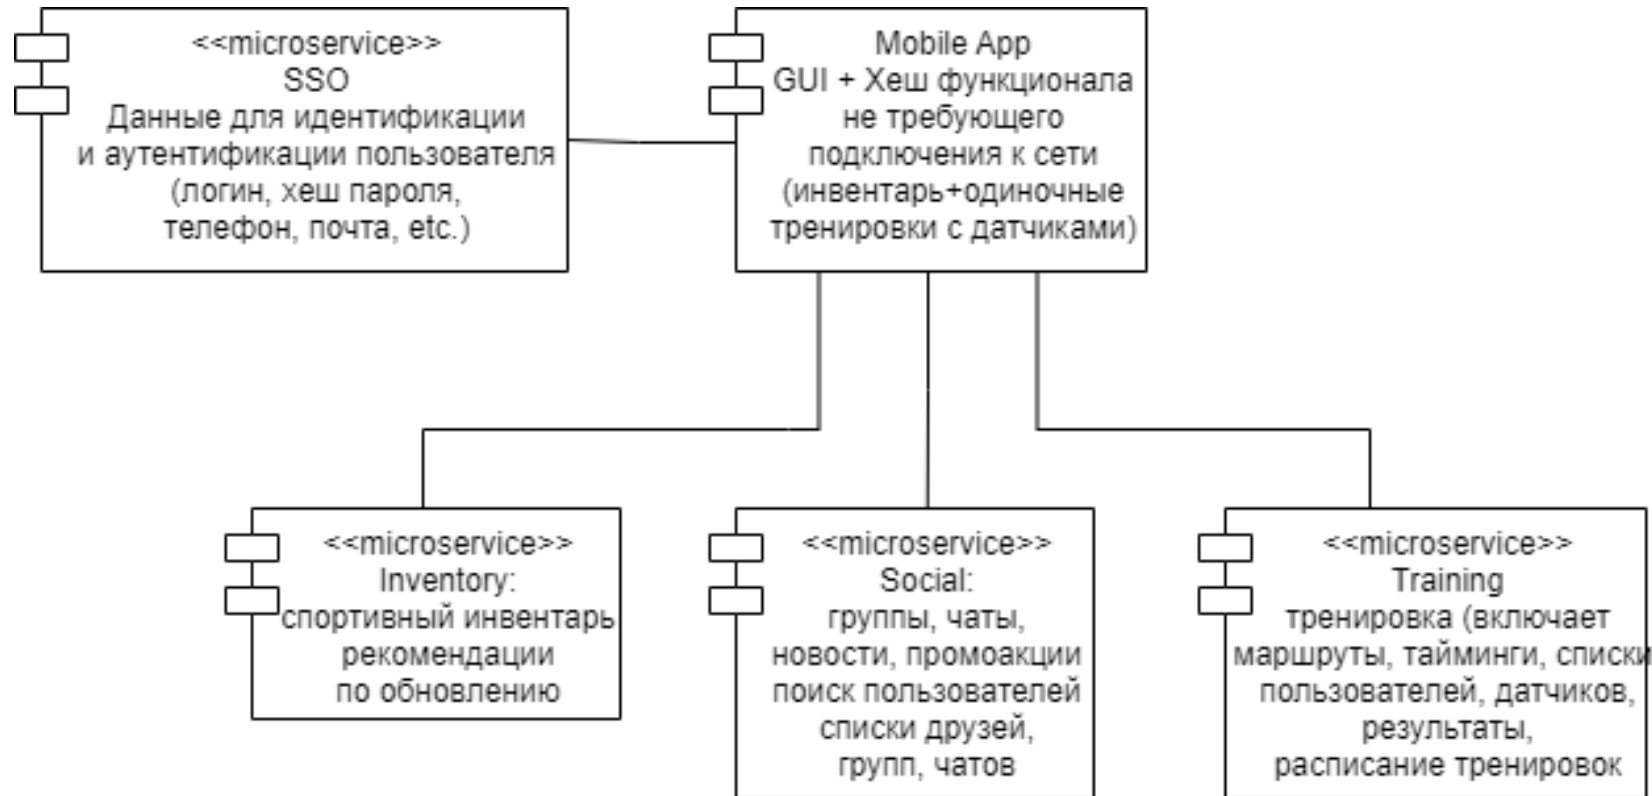 <<microservice>>
SSO
Данные для идентификации
и аутентификации пользователя
(логин, хеш пароля,
телефон, почта, etc.)
Mobile App
GUI + Хеш функционала
не требующего
подключения к сети
(инвентарь+одиночные
тренировки с датчиками)
<<microservice>>
Inventory:
спортивный инвентарь
рекомендации
по обновлению
<<microservice>>
Social:
группы, чаты,
новости, промоакции
поиск пользователей
списки друзей,
групп, чатов
<<microservice>>
Training
тренировка (включает
маршруты, тайминги, списки
пользователей, датчиков,
результаты,
расписание тренировок